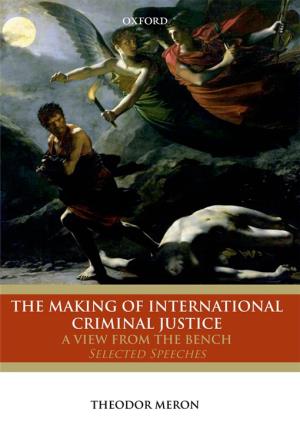 OXFORD
THE MAKING OF INTERNATIONAL
CRIMINAL JUSTICE
A VIEW FROM THE BENCH
SELECTED SPEECHES
THEODOR MERON